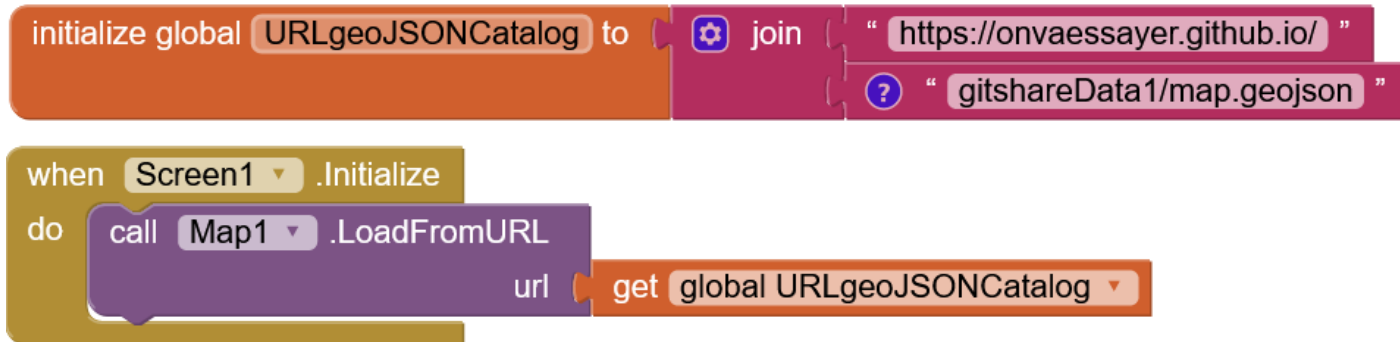 initialize global URLgeoJSONCatalog to join “ https://onvaessayer.github.io/ ”
? “ gitshareData1/map.geojson ”
when Screen1 .Initialize
do call Map1 .LoadFromURL
url get global URLgeoJSONCatalog